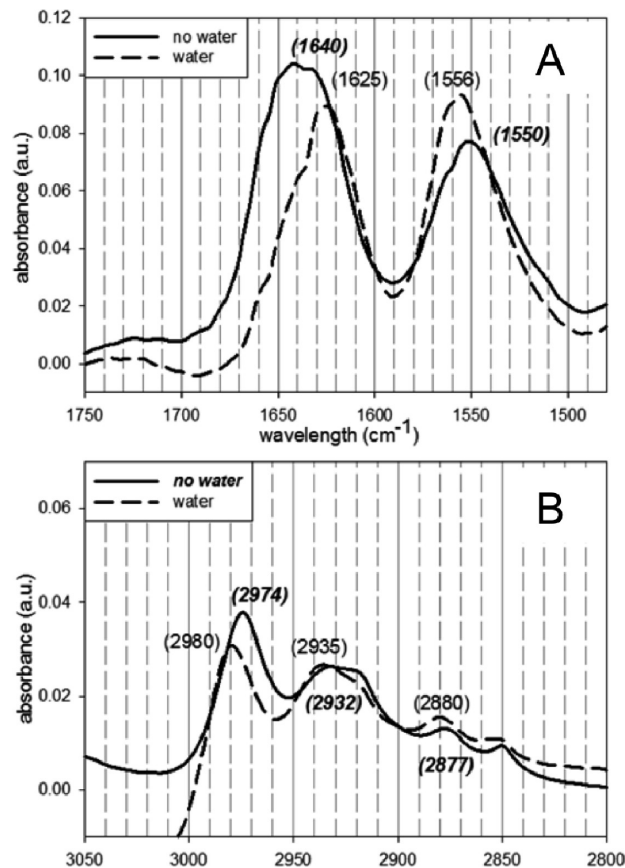 0.12
no water
water
(1640)
A
0.10
(1625)
(1556)
(1550)
0.08
0.06
0.04
0.02
0.00
absorbance (a.u.)
1750 1700 1650 1600 1550 1500
wavelength (cm-1)
no water
water
B
0.06
0.04
(2974)
(2980)
(2935)
(2932)
(2880)
(2877)
0.02
0.00
absorbance (a.u.)
3050 3000 2950 2900 2850 2800